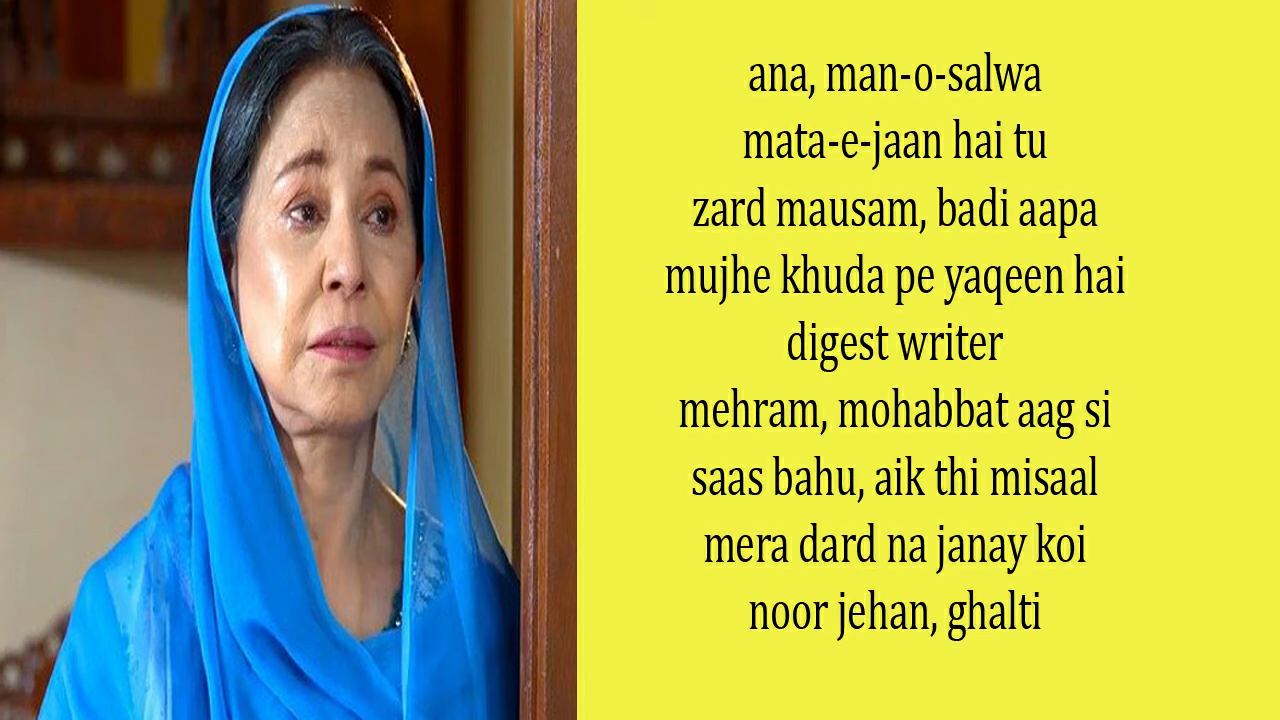 ana, man-o-salwa
mata-e-jaan hai tu
zard mausam, badi aapa
mujhe khuda pe yaqeen hai
digest writer
mehram, mohabbat aag si
saas bahu, aik thi misaal
mera dard na janay koi
noor jehan, ghalti